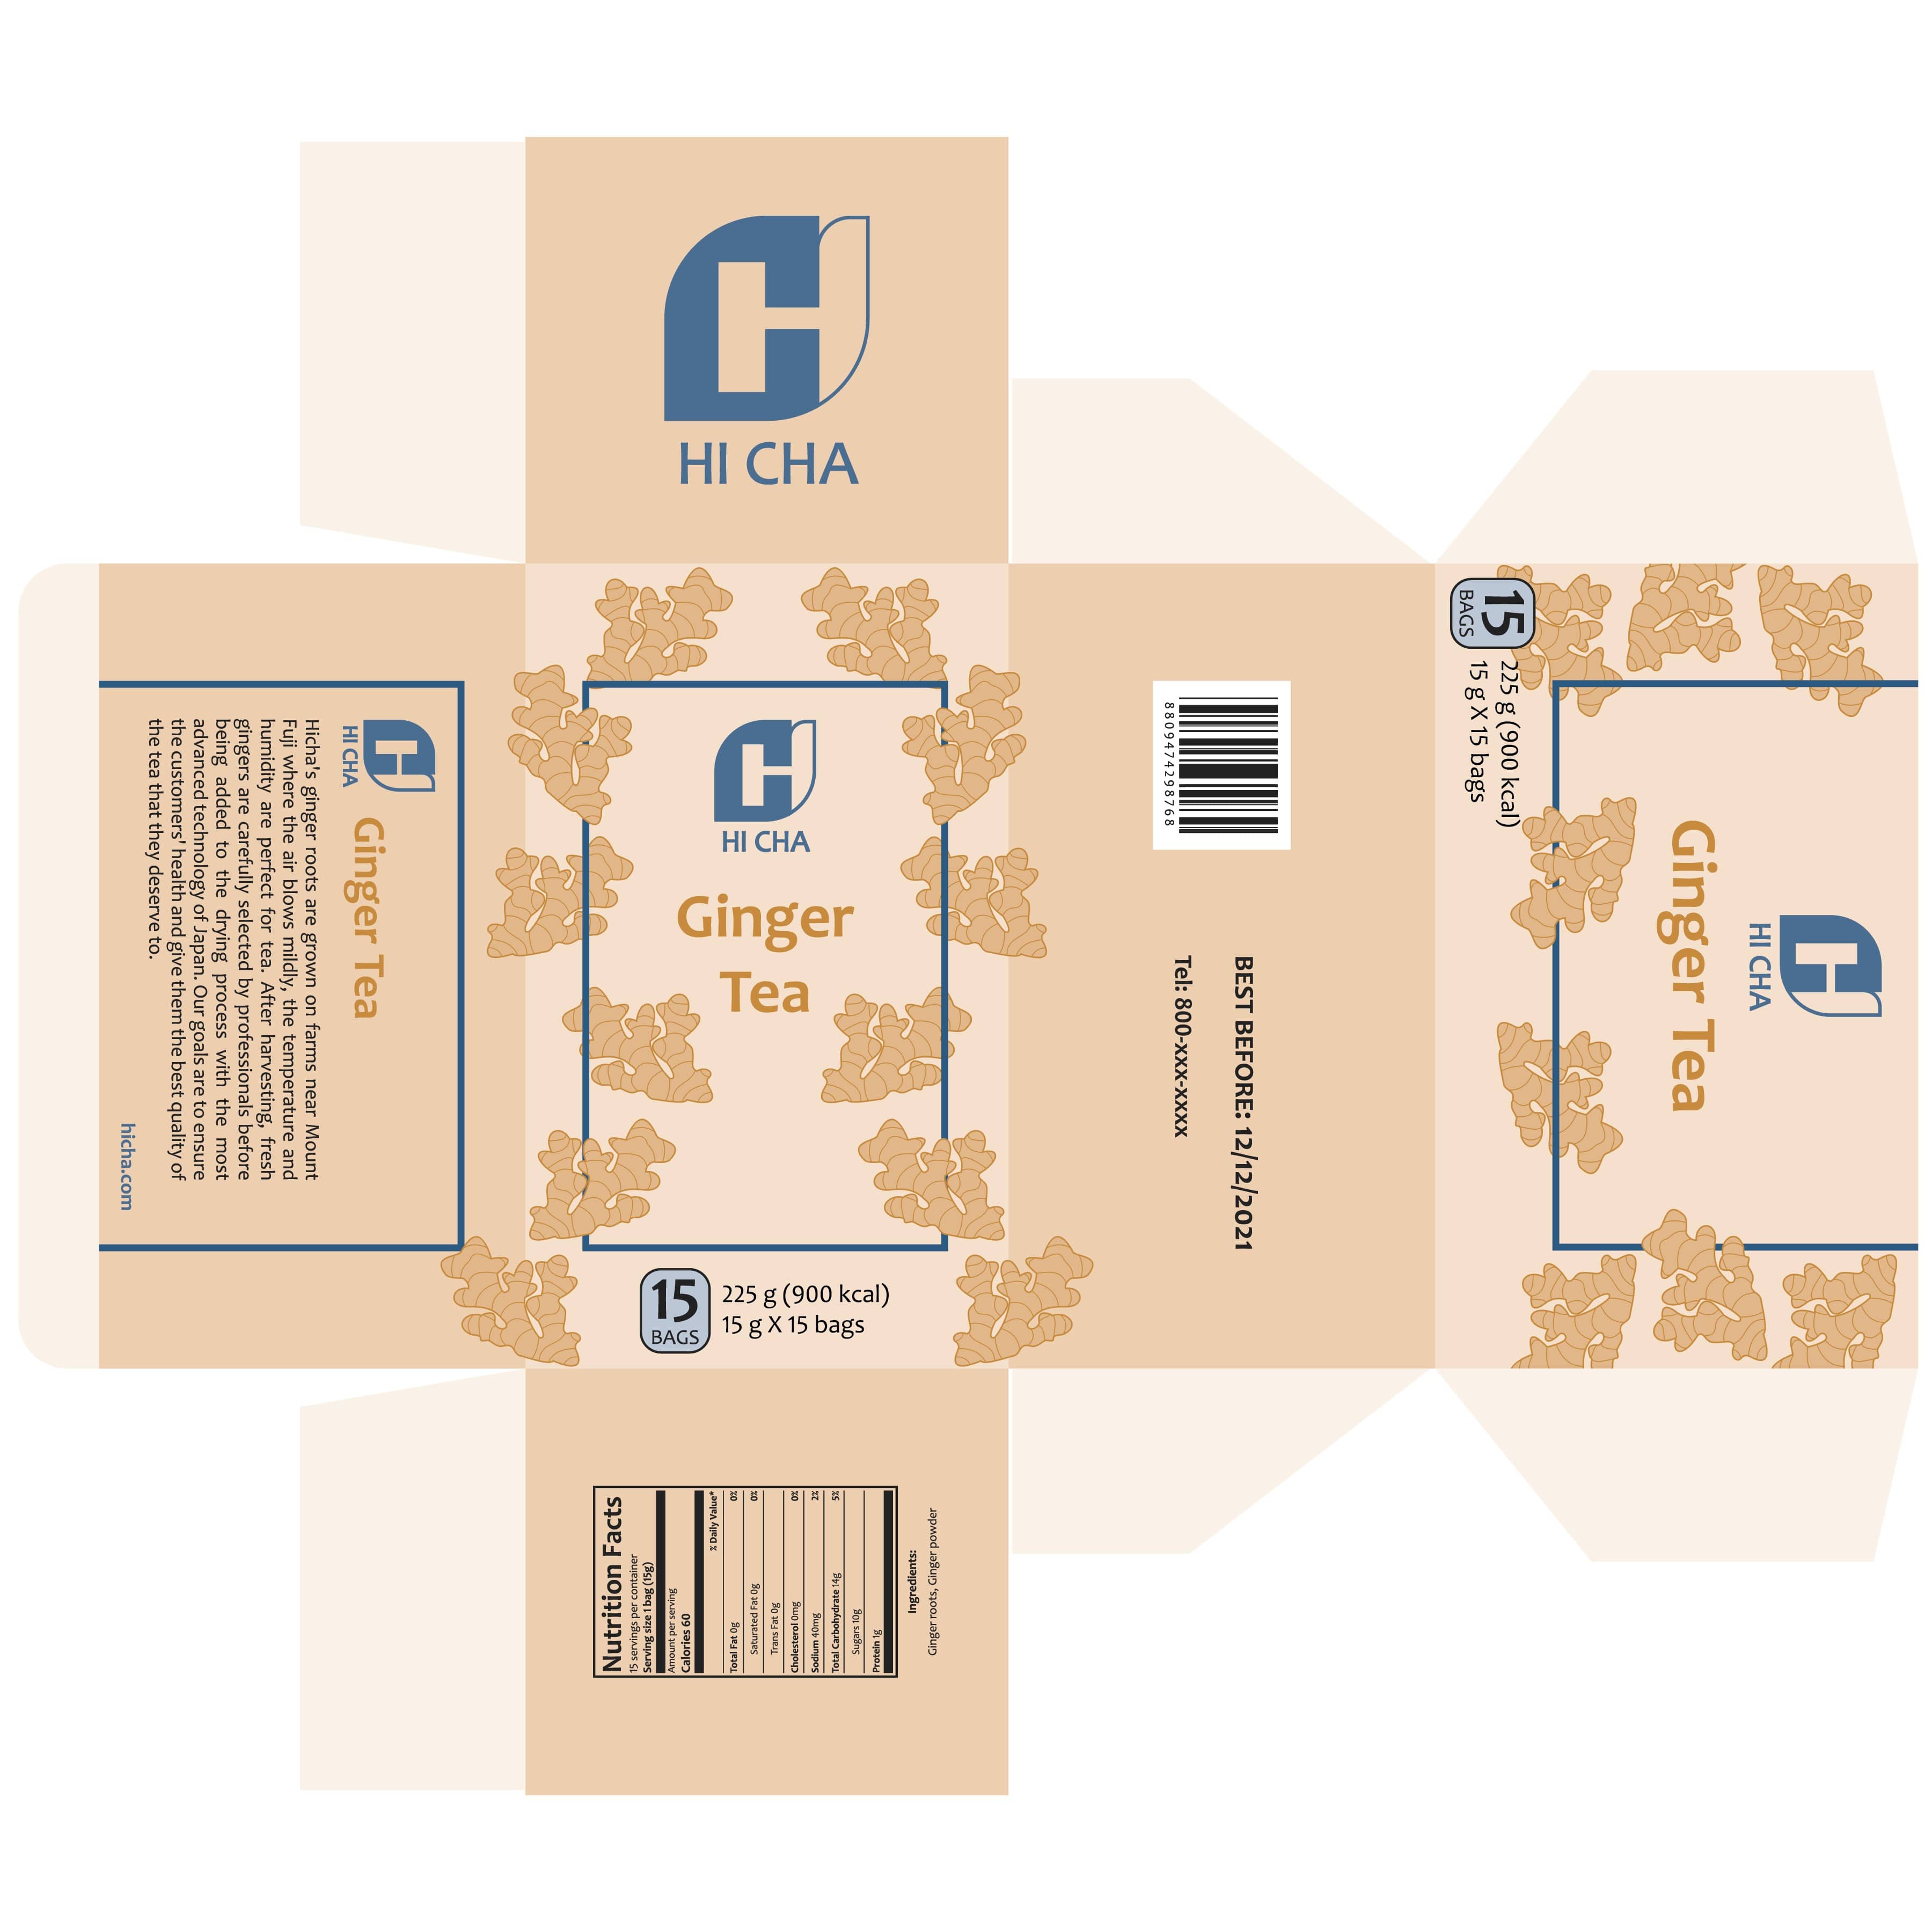 HI CHA
HI CHA
Ginger Tea
Hicha's ginger roots are grown on farms near Mount
Fuji where the air blows mildly, the temperature and
humidity are perfect for tea. After harvesting, fresh
gingers are carefully selected by professionals before
being added to the drying process with the most
advanced technology of Japan. Our goals are to ensure
the customers' health and give them the best quality of
the tea that they deserve to.
hicha.com
HI CHA
Ginger
Tea
15
BAGS
225 g (900 kcal)
15 g X 15 bags
8809474298768
BEST BEFORE: 12/12/2021
Tel: 800-xxx-xxxx
15
BAGS
225 g (900 kcal)
15 g X 15 bags
HI CHA
Ginger Tea
Nutrition Facts
15 servings per container
Serving size 1 bag (15g)
Amount per serving
Calories 60
% Daily Value*
Total Fat 0g 0%
Saturated Fat 0g 0%
Trans Fat 0g
Cholesterol 0mg 0%
Sodium 40mg 2%
Total Carbohydrate 14g 5%
Sugars 10g
Protein 1g
Ingredients:
Ginger roots, Ginger powder